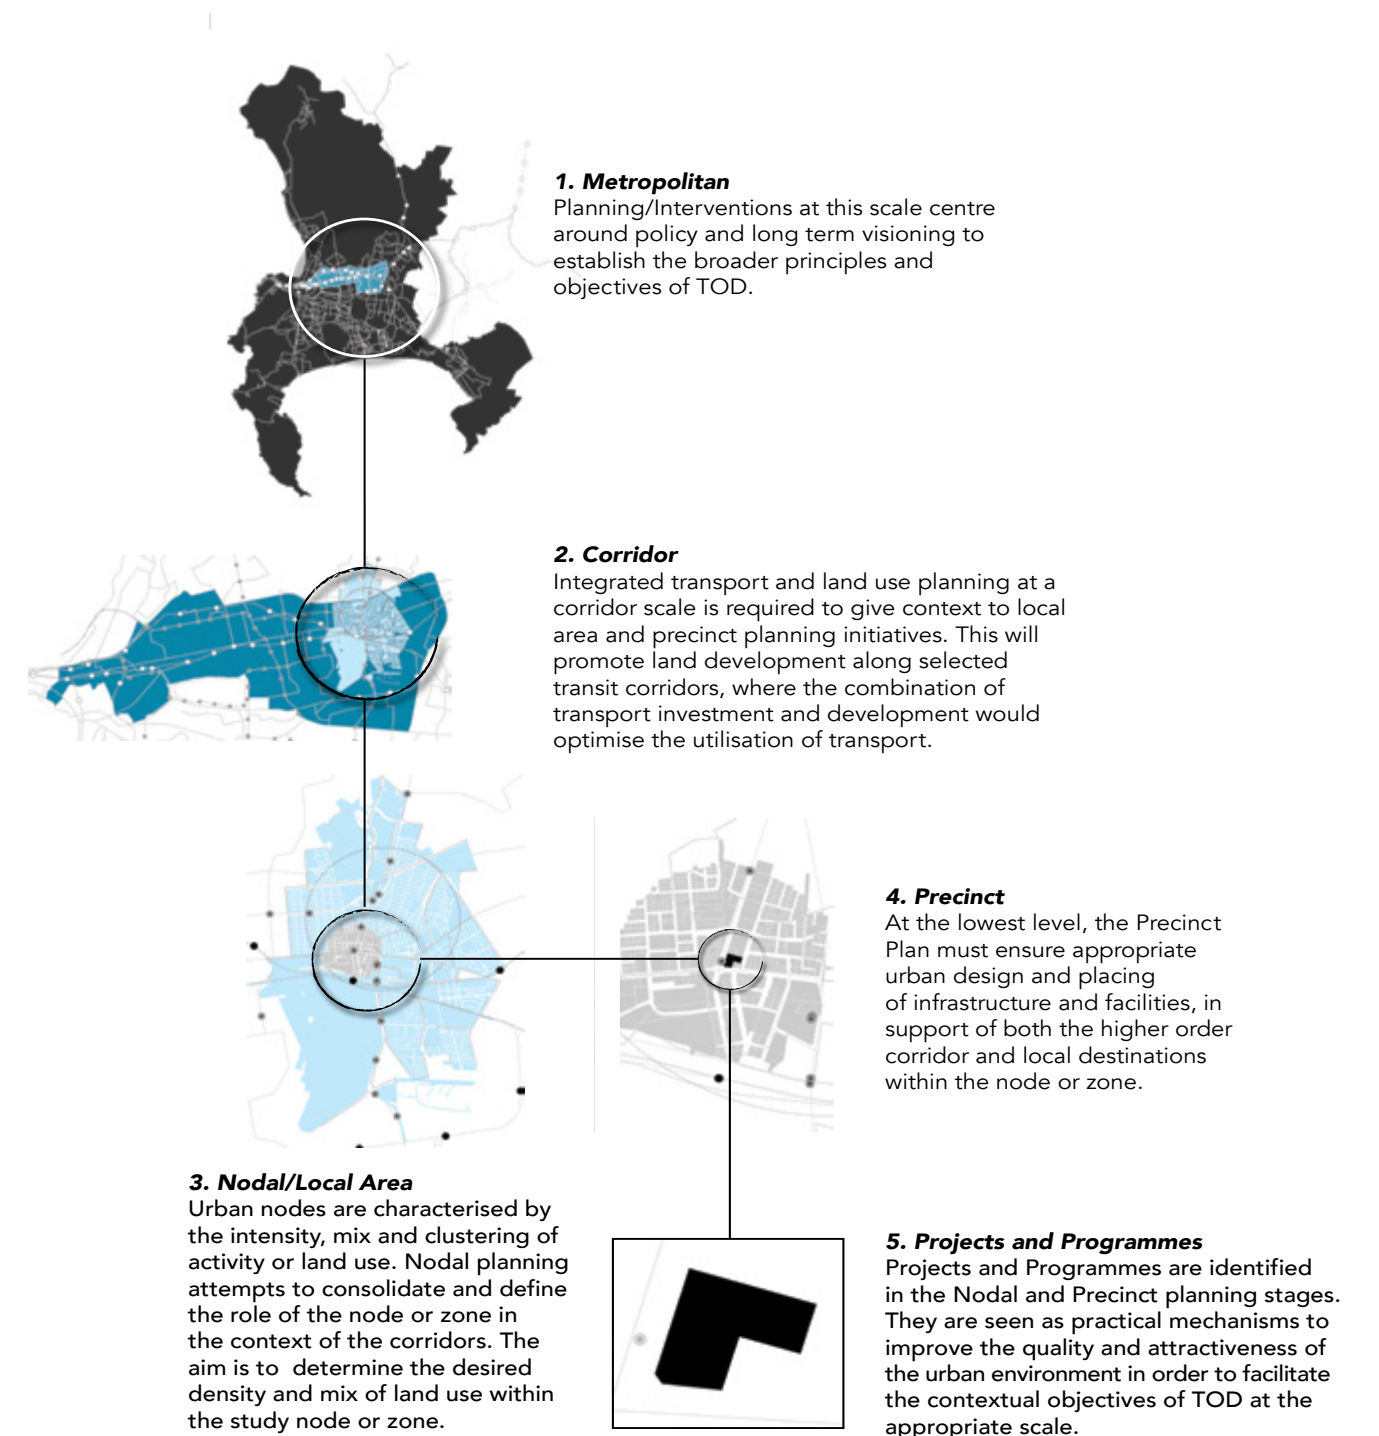 1. Metropolitan
Planning/Interventions at this scale centre
around policy and long term visioning to
establish the broader principles and
objectives of TOD.
2. Corridor
Integrated transport and land use planning at a
corridor scale is required to give context to local
area and precinct planning initiatives. This will
promote land development along selected
transit corridors, where the combination of
transport investment and development would
optimise the utilisation of transport.
4. Precinct
At the lowest level, the Precinct
Plan must ensure appropriate
urban design and placing
of infrastructure and facilities, in
support of both the higher order
corridor and local destinations
within the node or zone.
3. Nodal/Local Area
Urban nodes are characterised by
the intensity, mix and clustering of
activity or land use. Nodal planning
attempts to consolidate and define
the role of the node or zone in
the context of the corridors. The
aim is to  determine the desired
density and mix of land use within
the study node or zone.
5. Projects and Programmes
Projects and Programmes are identified
in the Nodal and Precinct planning stages.
They are seen as practical mechanisms to
improve the quality and attractiveness of
the urban environment in order to facilitate
the contextual objectives of TOD at the
appropriate scale.